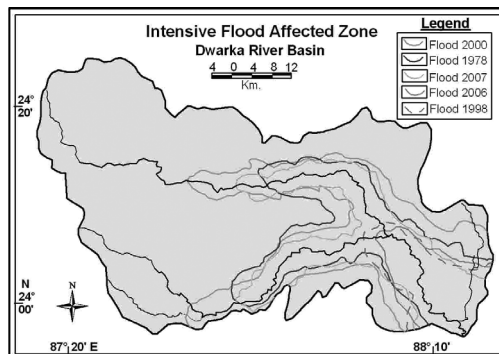 Intensive Flood Affected Zone
Dwarka River Basin
4 0 4 8 12
Km.
Legend
Flood 2000
Flood 1978
Flood 2007
Flood 2006
Flood 1998
24°
20'
N
24°
00'
N
87° 20' E
88° 10'